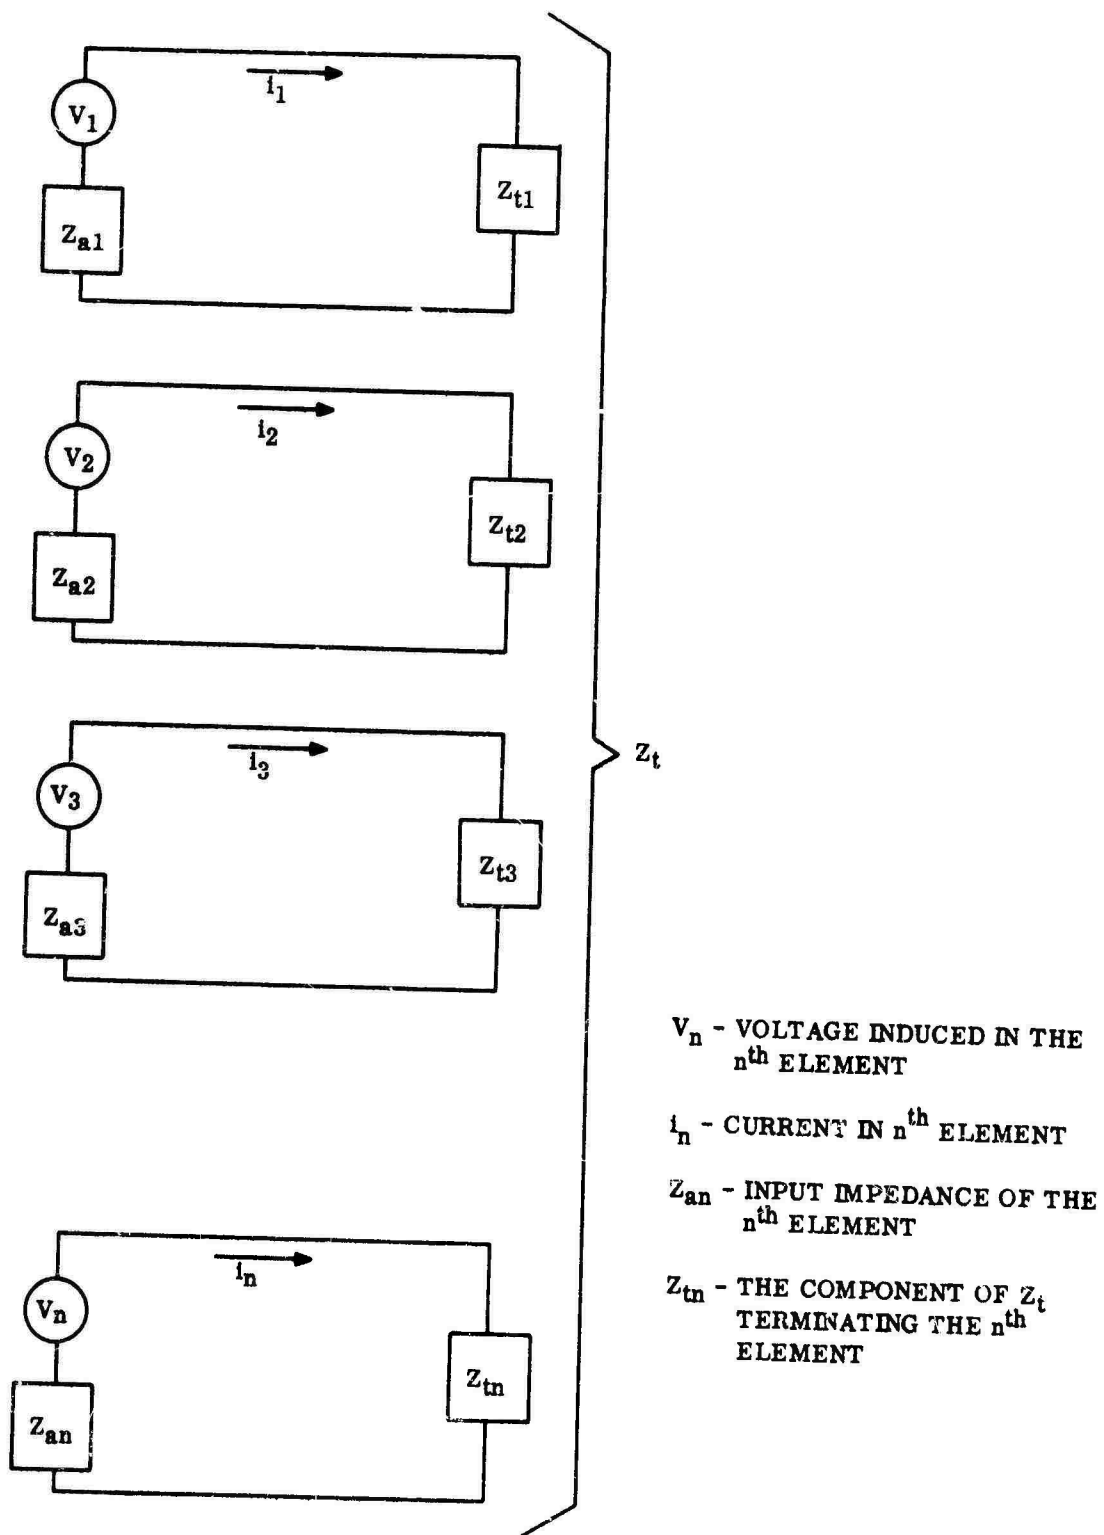 i1
V1
Zt1
Za1
i2
V2
Zt2
Za2
i3
V3
Zt3
Za3
Zt
Vn - VOLTAGE INDUCED IN THE
nth ELEMENT
in - CURRENT IN nth ELEMENT
Zan - INPUT IMPEDANCE OF THE
nth ELEMENT
Ztn - THE COMPONENT OF Zt
TERMINATING THE nth
ELEMENT
in
Vn
Ztn
Zan